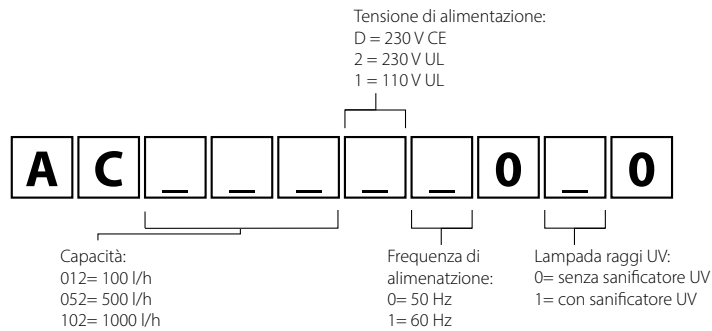 Tensione di alimentazione:
D = 230 V CE
2 = 230 V UL
1 = 110 V UL
A C _ _ _ _ _ 0 _ 0
Capacità:
012= 100 l/h
052= 500 l/h
102= 1000 l/h
Frequenza di
alimenatzione:
0= 50 Hz
1= 60 Hz
Lampada raggi UV:
0= senza sanificatore UV
1= con sanificatore UV